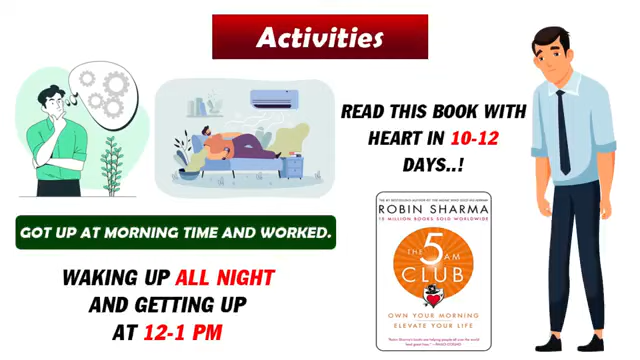 Activities
READ THIS BOOK WITH
HEART IN 10-12
DAYS..!
GOT UP AT MORNING TIME AND WORKED.
WAKING UP ALL NIGHT
AND GETTING UP
AT 12-1 PM
ROBIN SHARMA
15 MILLION BOOKS SOLD WORLDWIDE
THE
5 AM
CLUB
OWN YOUR MORNING
ELEVATE YOUR LIFE